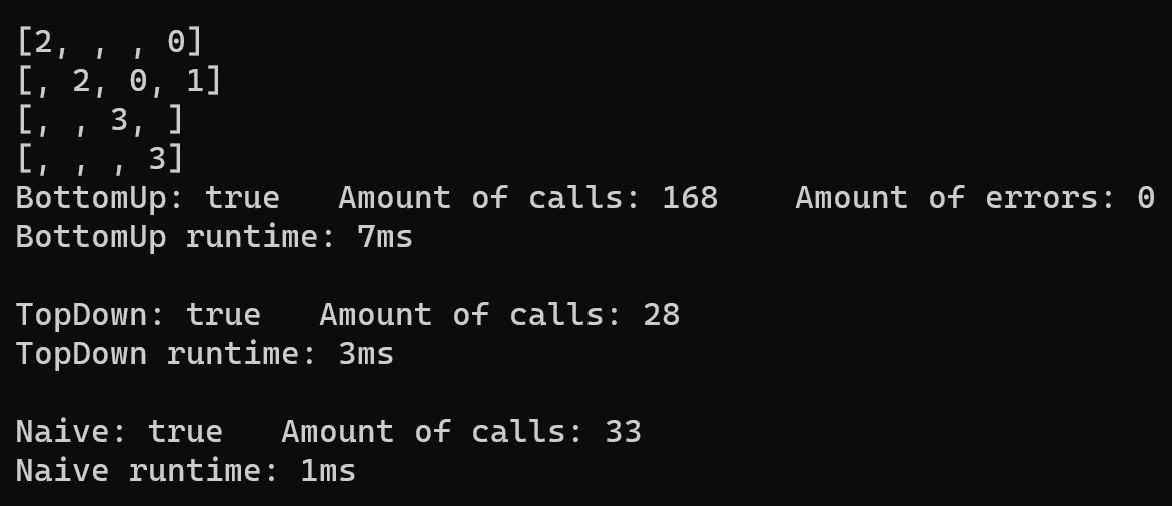 [2, , , 0]
[, 2, 0, 1]
[, , 3, ]
[, , , 3]
BottomUp: true   Amount of calls: 168    Amount of errors: 0
BottomUp runtime: 7ms

TopDown: true   Amount of calls: 28
TopDown runtime: 3ms

Naive: true   Amount of calls: 33
Naive runtime: 1ms